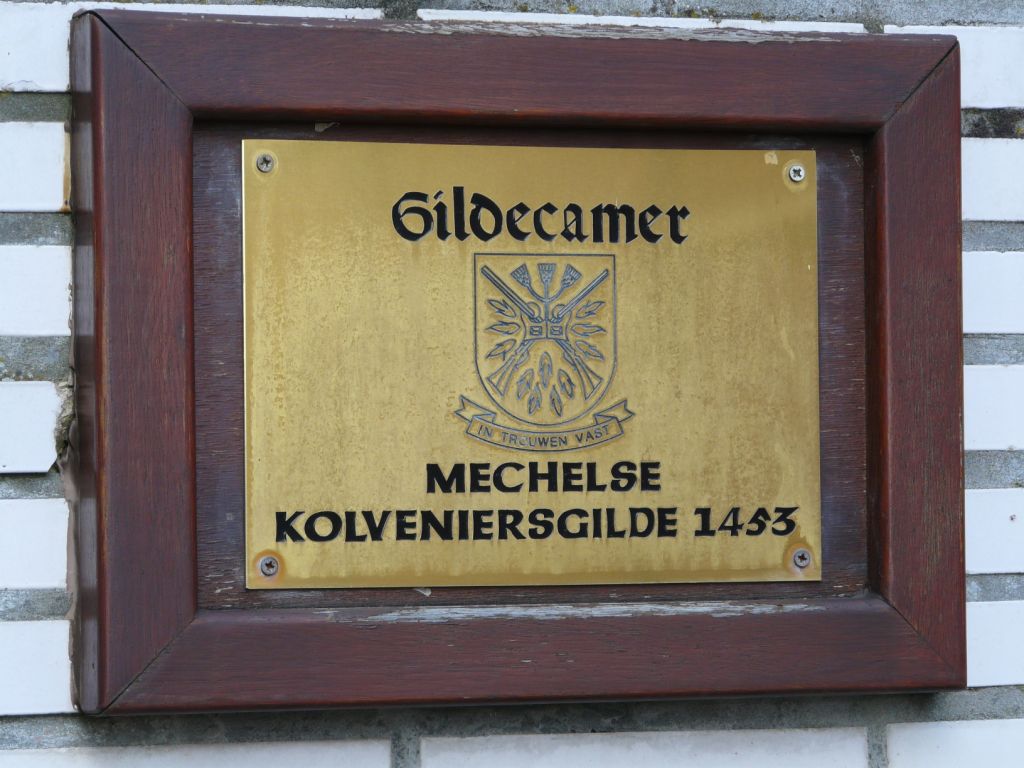 Gildecamer
IN TROUWEN VAST
MECHELSE
KOLVENIERSGILDE 1453